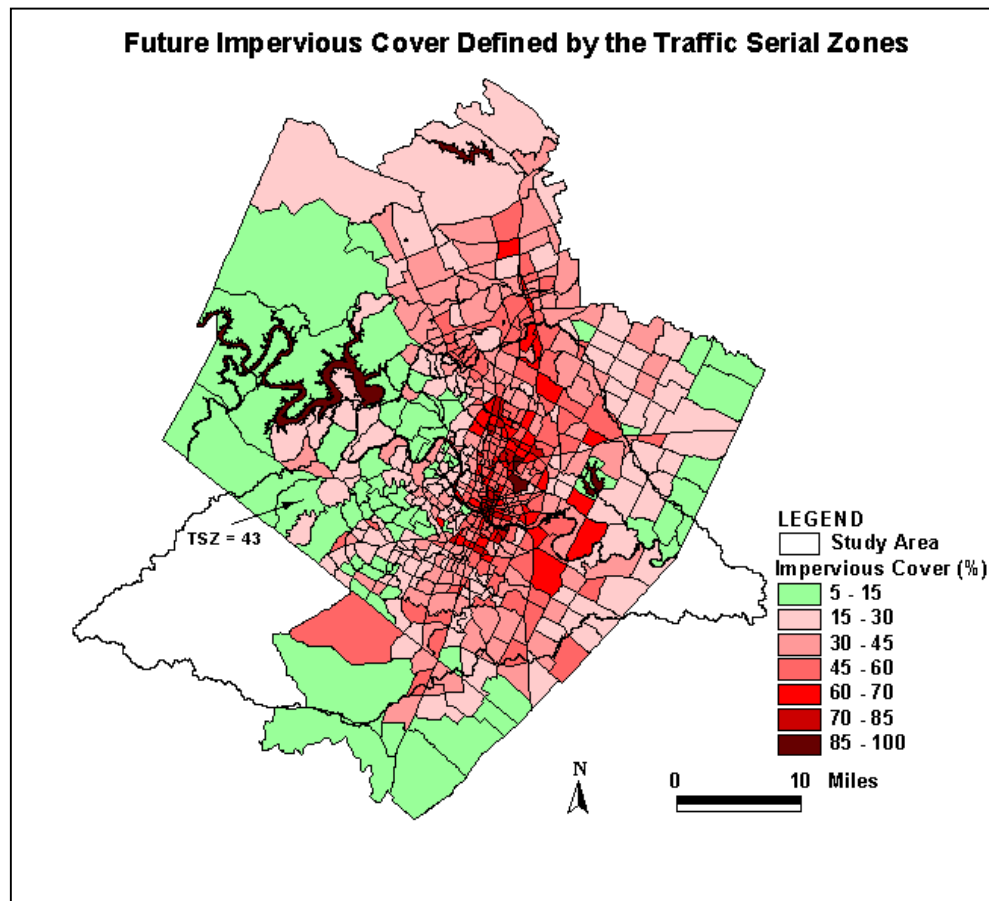 Future Impervious Cover Defined by the Traffic Serial Zones
TSZ = 43
LEGEND
Study Area
Impervious Cover (%)
5 - 15
15 - 30
30 - 45
45 - 60
60 - 70
70 - 85
85 - 100
N
0 10 Miles